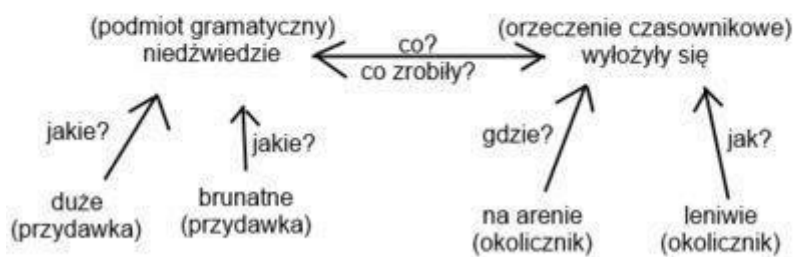 (podmiot gramatyczny)
niedźwiedzie
co?
co zrobiły?
(orzeczenie czasownikowe)
wyłożyły się
jakie?
jakie?
gdzie?
jak?
duże
(przydawka)
brunatne
(przydawka)
na arenie
(okolicznik)
leniwie
(okolicznik)